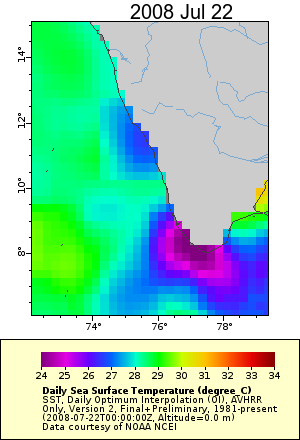 2008 Jul 22
14°
12°
10°
8°
74° 76° 78°
24 25 26 27 28 29 30 31 32 33 34
Daily Sea Surface Temperature (degree_C)
SST, Daily Optimum Interpolation (OI), AVHRR
Only, Version 2, Final+Preliminary, 1981-present
(2008-07-22T00:00:00Z, Altitude=0.0 m)
Data courtesy of NOAA NCEI